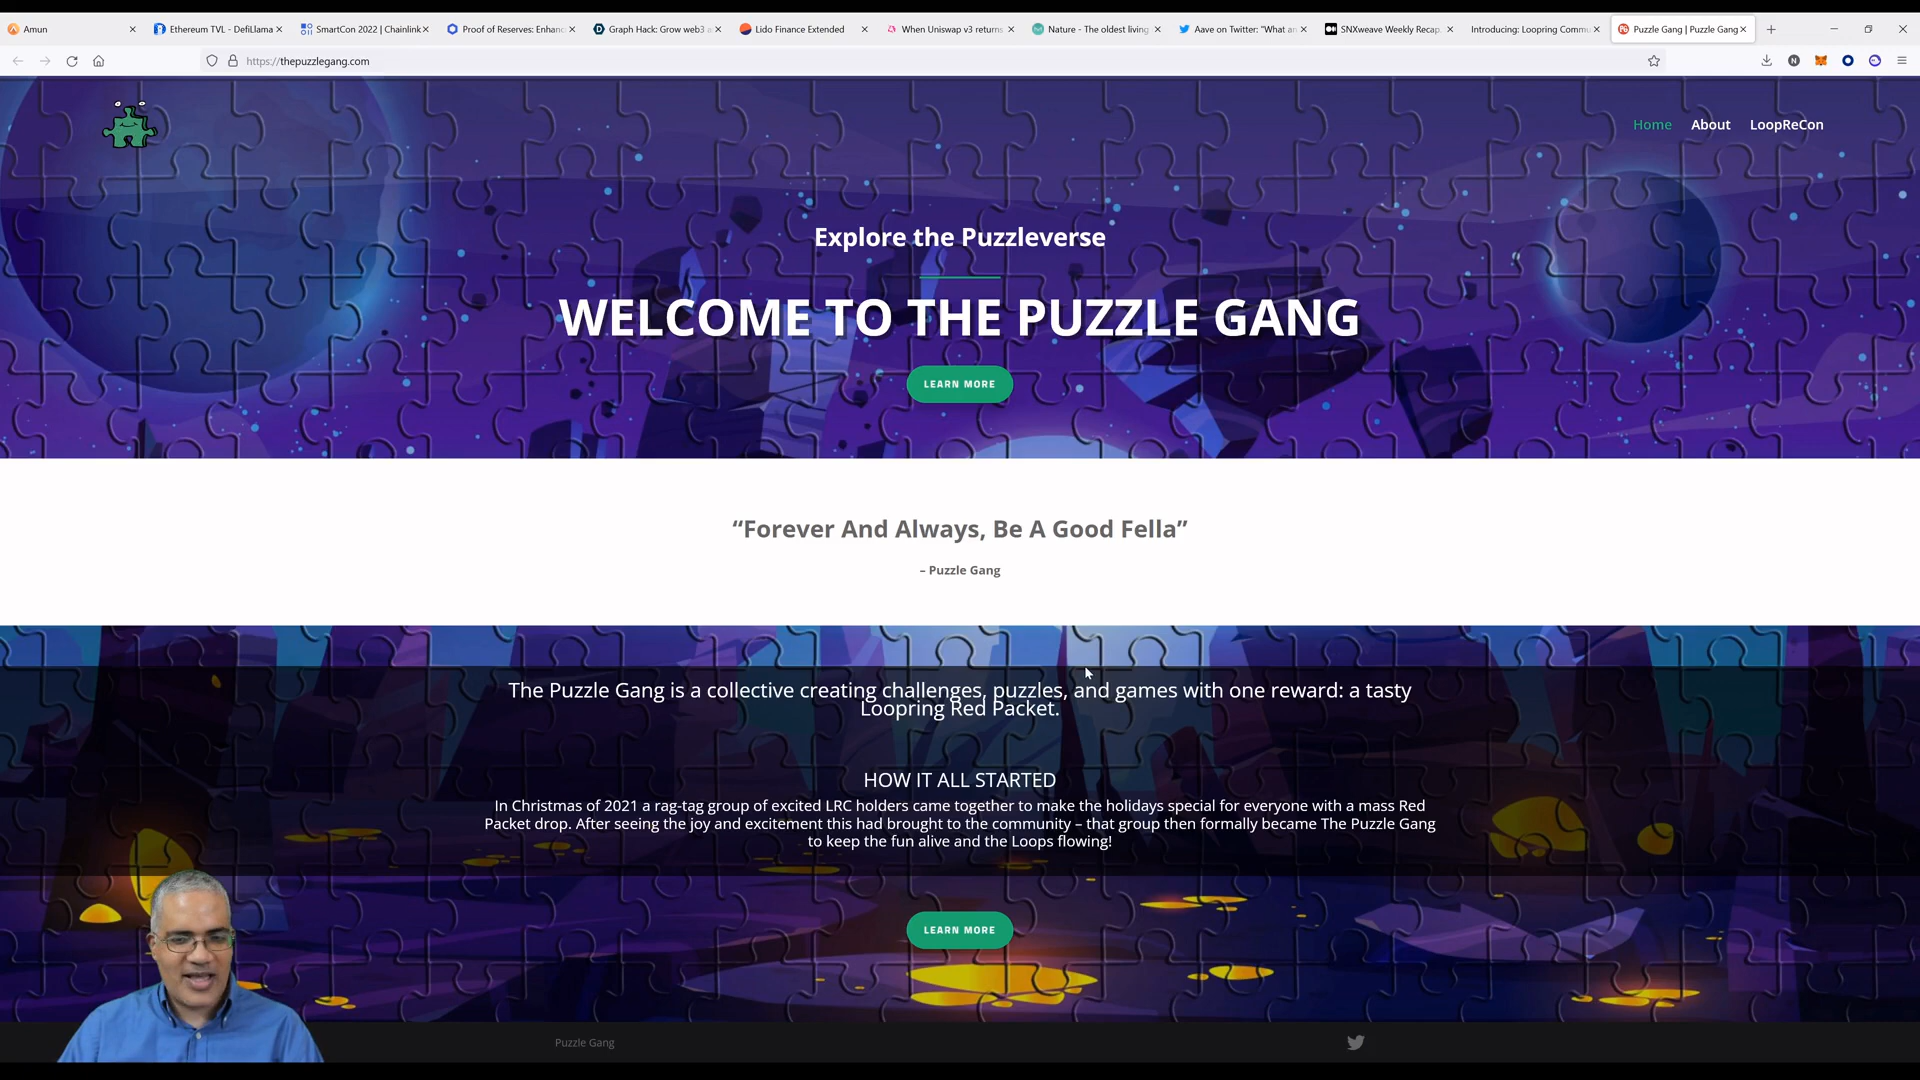 Amun
Ethereum TVL - DefiLlama
SmartCon 2022 | Chainlink
Proof of Reserves: Enhanc
Graph Hack: Grow web3 a
Lido Finance Extended
When Uniswap v3 returns
Nature - The oldest living
Aave on Twitter: "What an
SNXweave Weekly Recap
Introducing: Loopring Commu
Puzzle Gang | Puzzle Gang
https://thepuzzlegang.com
Home
About
LoopReCon
Explore the Puzzleverse
WELCOME TO THE PUZZLE GANG
LEARN MORE
“Forever And Always, Be A Good Fella”
– Puzzle Gang
The Puzzle Gang is a collective creating challenges, puzzles, and games with one reward: a tasty
Loopring Red Packet.
HOW IT ALL STARTED
In Christmas of 2021 a rag-tag group of excited LRC holders came together to make the holidays special for everyone with a mass Red
Packet drop. After seeing the joy and excitement this had brought to the community – that group then formally became The Puzzle Gang
to keep the fun alive and the Loops flowing!
LEARN MORE
Puzzle Gang